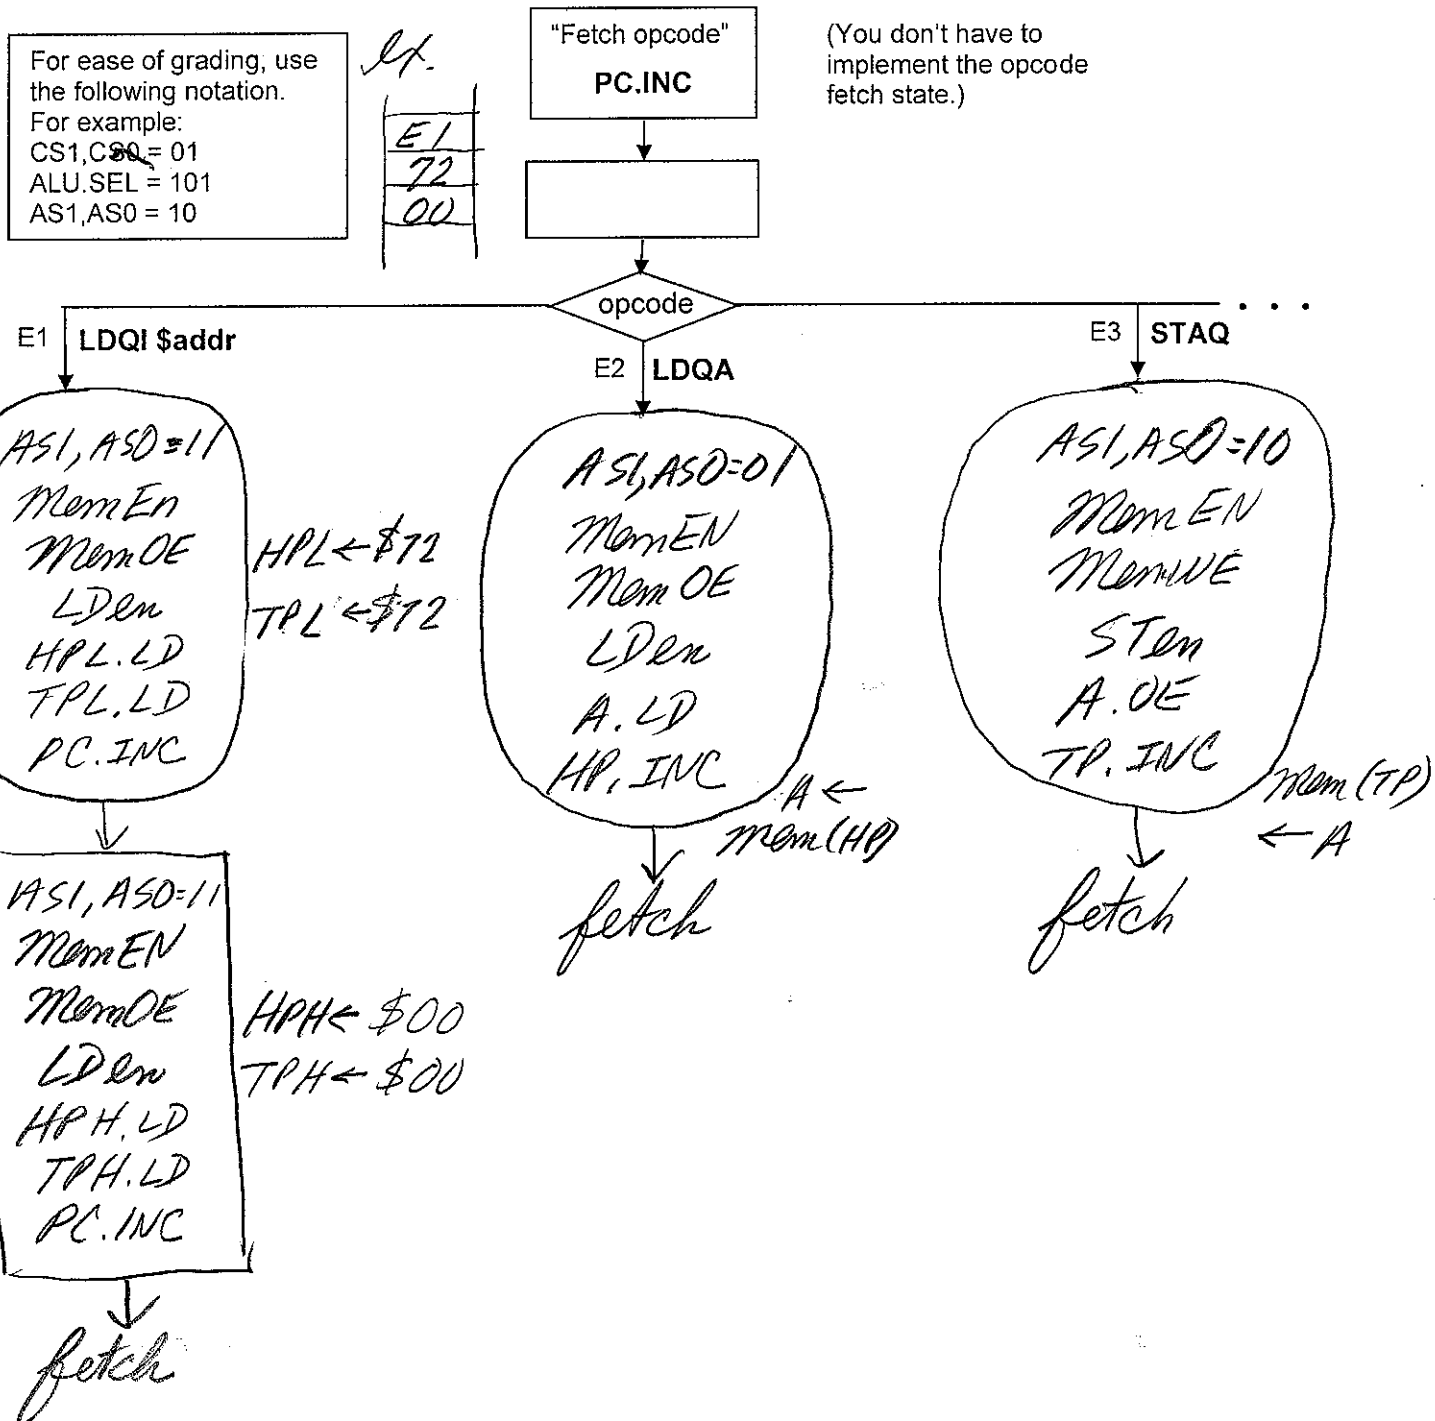 For ease of grading, use
the following notation.
For example:
CS1,CS0 = 01
ALU.SEL = 101
AS1,AS0 = 10
ex.
E1
72
00
"Fetch opcode"
PC.INC
(You don't have to
implement the opcode
fetch state.)
opcode
E1 LDQI $addr
E2 LDQA
E3 STAQ
. . .
AS1, AS0=11
MemEn
MemOE
LDen
HPL.LD
TPL.LD
PC.INC
HPL←$72
TPL←$72
AS1, AS0=11
MemEN
MemOE
LDen
HPH.LD
TPH.LD
PC.INC
HPH←$00
TPH←$00
fetch
AS1,AS0=01
MemEN
MemOE
LDen
A.LD
HP.INC
A←
mem(HP)
fetch
AS1,AS0=10
MemEN
MemWE
STen
A.OE
TP.INC
Mem(TP)
←A
fetch